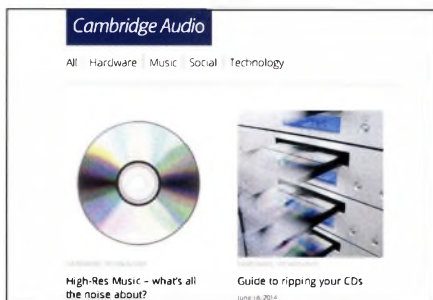 Cambridge Audio
All Hardware Music Social Technology
High-Res Music – what's all
the noise about?
Guide to ripping your CDs
June 18, 2014